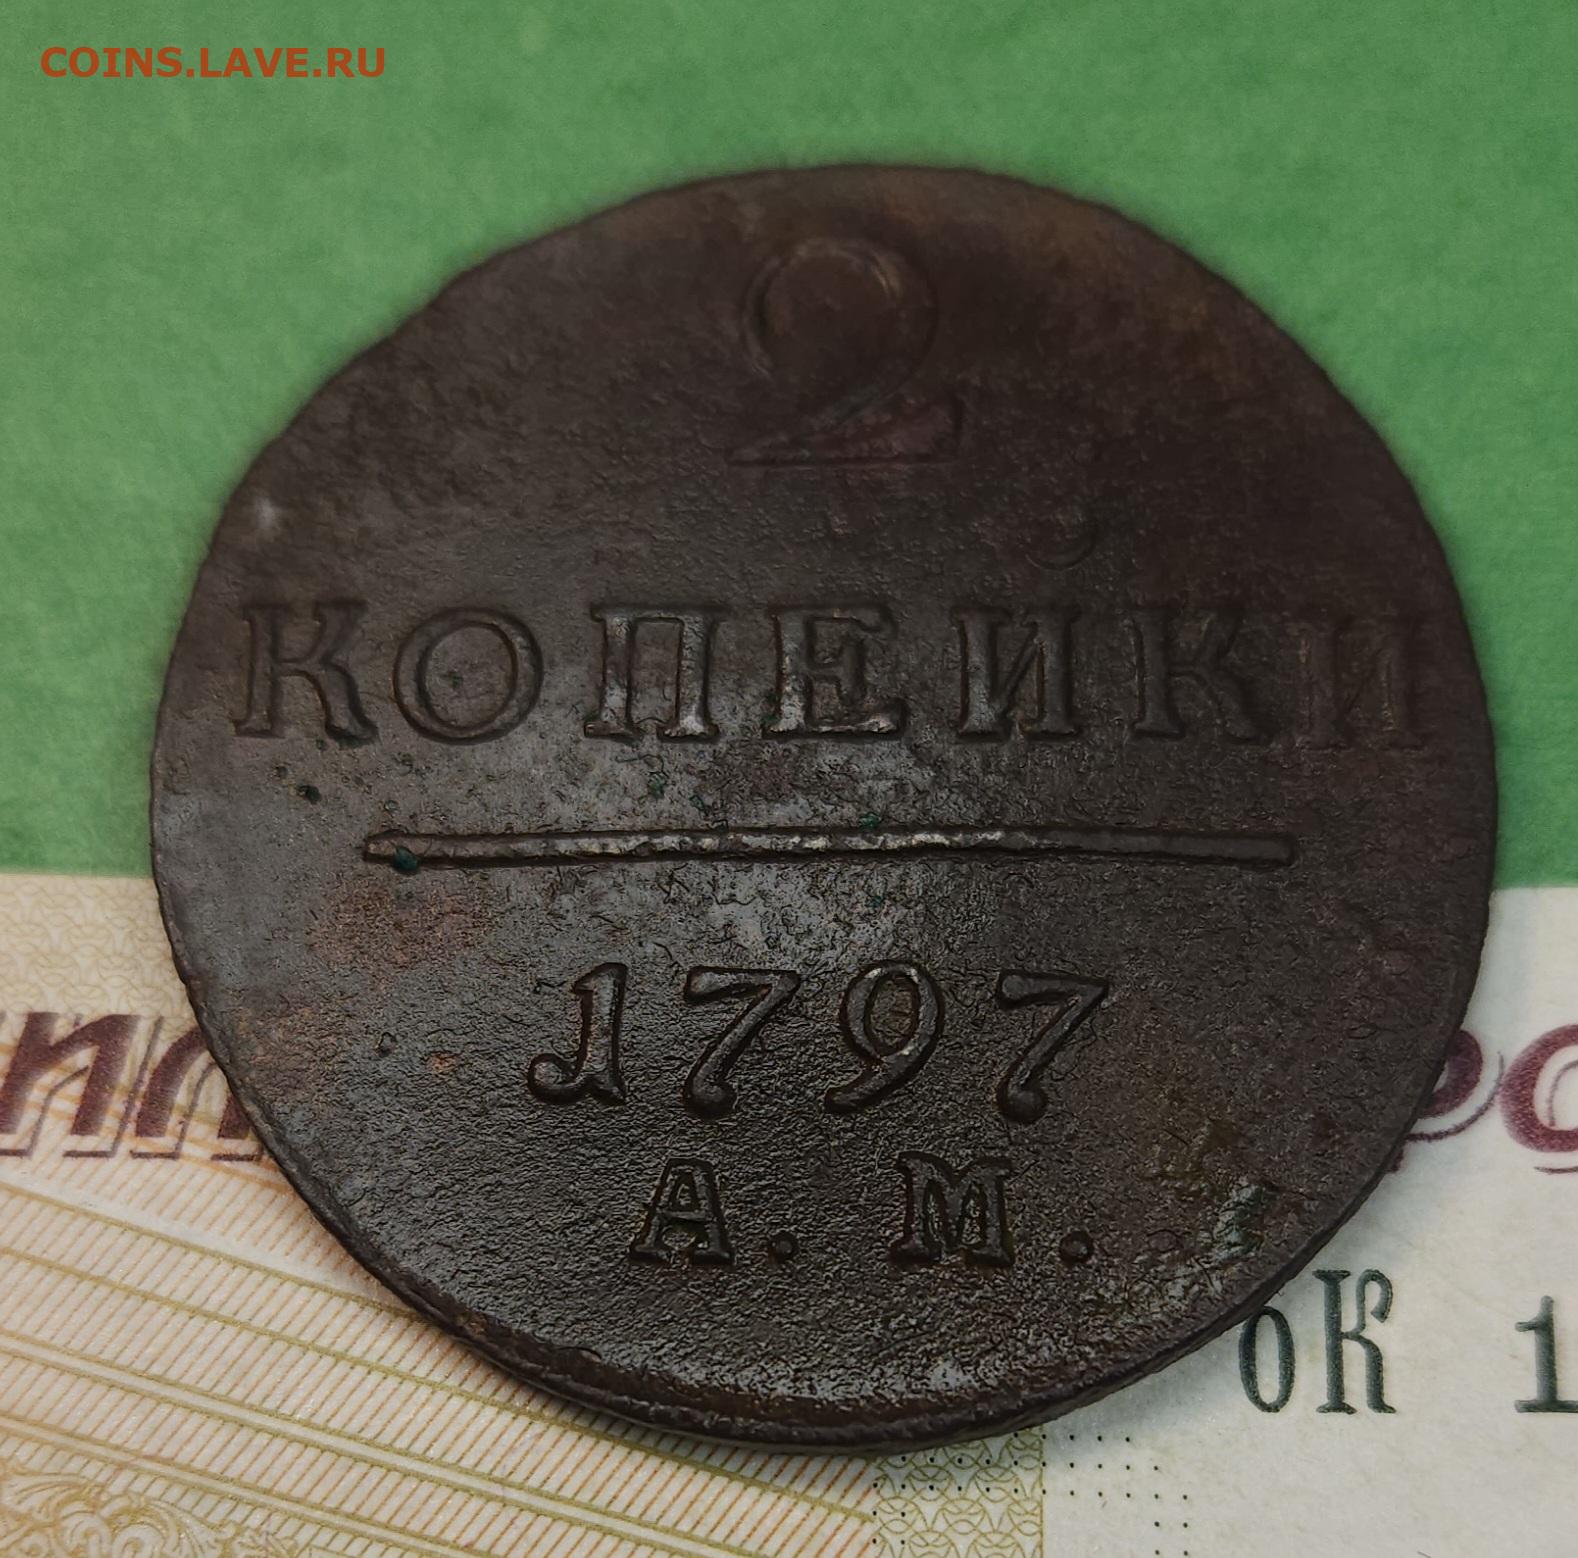 COINS.LAVE.RU
2
КОПЕЙКИ
1797
А. М.
оК 1